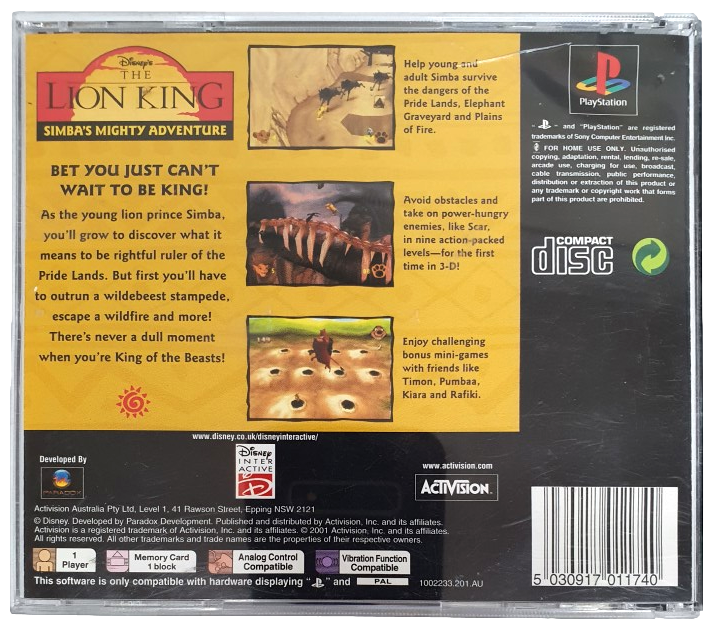 Disney's
THE
LION KING
SIMBA'S MIGHTY ADVENTURE
BET YOU JUST CAN'T
WAIT TO BE KING!
As the young lion prince Simba,
you'll grow to discover what it
means to be rightful ruler of the
Pride Lands. But first you'll have
to outrun a wildebeest stampede,
escape a wildfire and more!
There's never a dull moment
when you're King of the Beasts!
Help young and
adult Simba survive
the dangers of the
Pride Lands, Elephant
Graveyard and Plains
of Fire.
Avoid obstacles and
take on power-hungry
enemies, like Scar,
in nine action-packed
levels—for the first
time in 3-D!
Enjoy challenging
bonus mini-games
with friends like
Timon, Pumbaa,
Kiara and Rafiki.
PlayStation
" " and "PlayStation" are registered
trademarks of Sony Computer Entertainment Inc.
FOR HOME USE ONLY. Unauthorised
copying, adaptation, rental, lending, re-sale,
arcade use, charging for use, broadcast,
cable transmission, public performance,
distribution or extraction of this product or
any trademark or copyright work that forms
part of this product are prohibited.
COMPACT
disc
www.disney.co.uk/disneyinteractive/
Developed By
PARADOX
Disney
INTER
ACTIVE
D
www.activision.com
ACTIVISION.
Activision Australia Pty Ltd, Level 1, 41 Rawson Street, Epping NSW 2121
© Disney. Developed by Paradox Development. Published and distributed by Activision, Inc. and its affiliates.
Activision is a registered trademark of Activision, Inc. and its affiliates. © 2001 Activision, Inc. and its affiliates.
All rights reserved. All other trademarks and trade names are the properties of their respective owners.
1
Player
Memory Card
1 block
Analog Control
Compatible
Vibration Function
Compatible
This software is only compatible with hardware displaying " " and PAL
1002233.201.AU
5 030917 011740